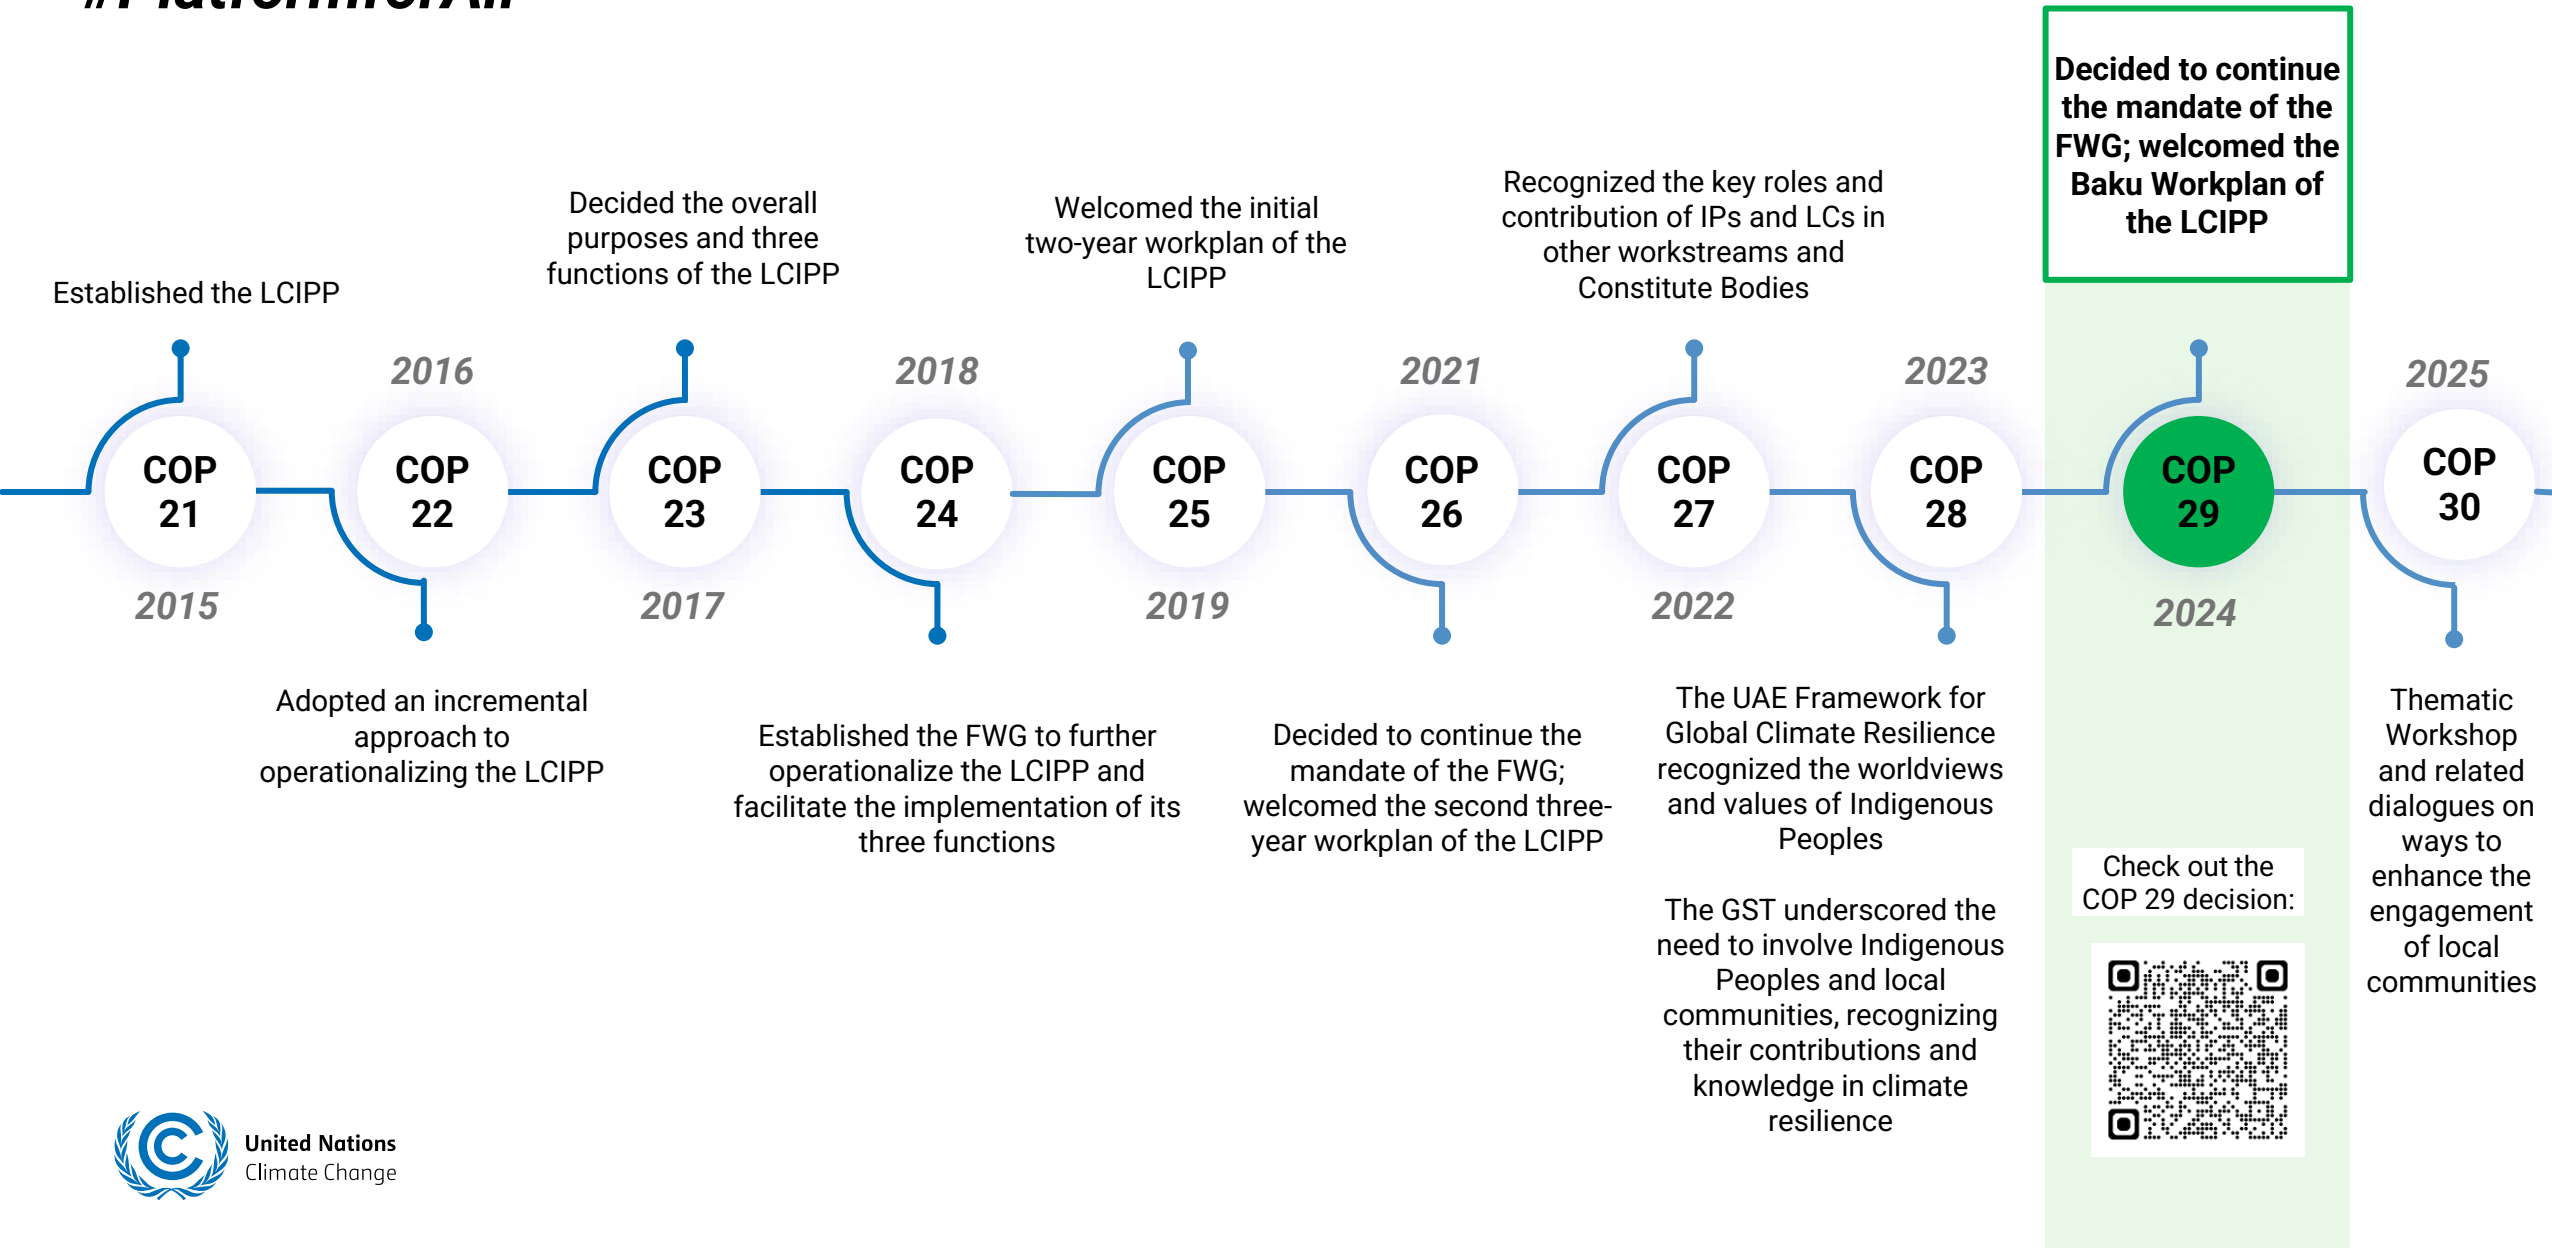 #PlatformforAll
Established the LCIPP
COP
21
2015
2016
COP
22
Adopted an incremental
approach to
operationalizing the LCIPP
Decided the overall
purposes and three
functions of the LCIPP
COP
23
2017
2018
COP
24
Established the FWG to further
operationalize the LCIPP and
facilitate the implementation of its
three functions
Welcomed the initial
two-year workplan of the
LCIPP
COP
25
2019
2021
COP
26
Decided to continue the
mandate of the FWG;
welcomed the second three-
year workplan of the LCIPP
Recognized the key roles and
contribution of IPs and LCs in
other workstreams and
Constitute Bodies
COP
27
2022
2023
COP
28
The UAE Framework for
Global Climate Resilience
recognized the worldviews
and values of Indigenous
Peoples
The GST underscored the
need to involve Indigenous
Peoples and local
communities, recognizing
their contributions and
knowledge in climate
resilience
Decided to continue
the mandate of the
FWG; welcomed the
Baku Workplan of
the LCIPP
COP
29
2024
Check out the
COP 29 decision:
2025
COP
30
Thematic
Workshop
and related
dialogues on
ways to
enhance the
engagement
of local
communities
United Nations
Climate Change